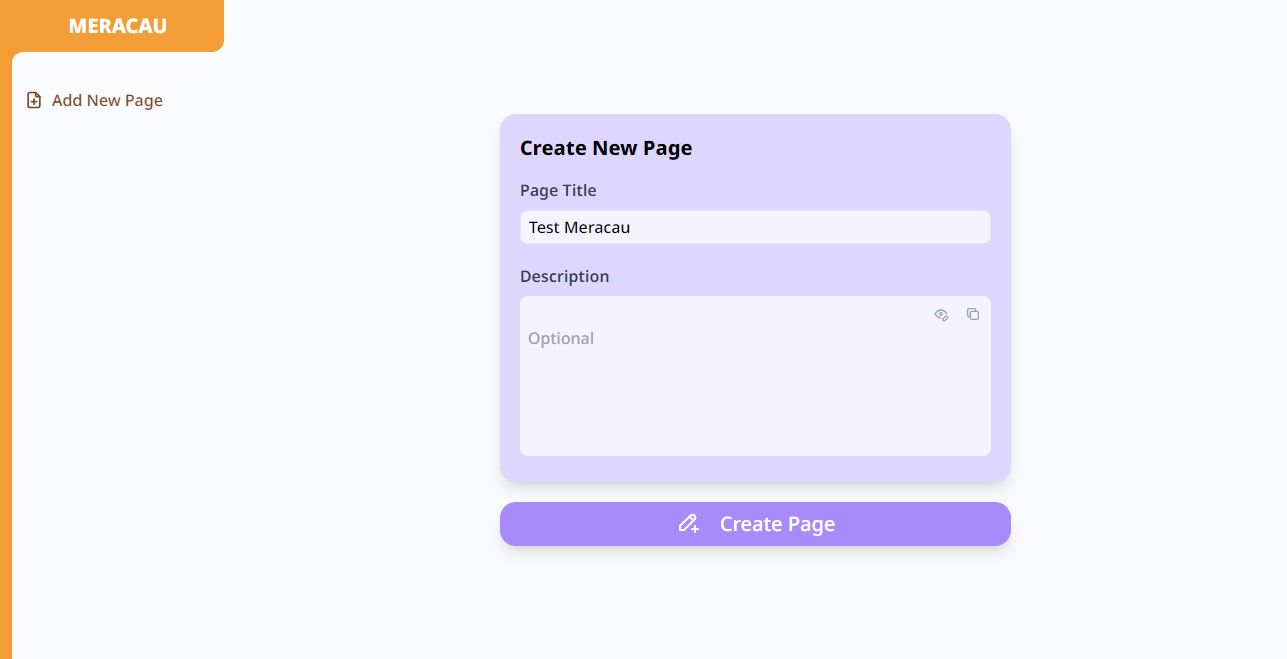 MERACAU
Add New Page
Create New Page
Page Title
Test Meracau
Description
Optional
Create Page